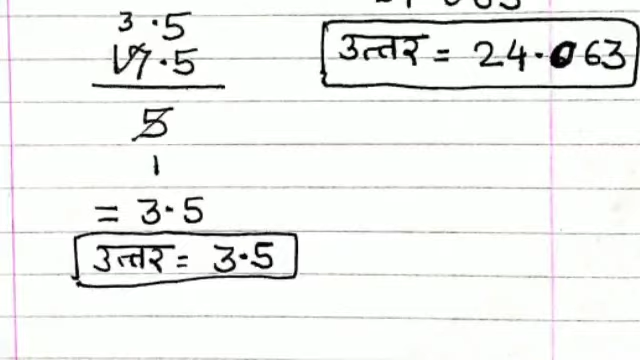 3.5
17.5
5
1
= 3.5
उत्तर = 3.5
उत्तर = 24.063